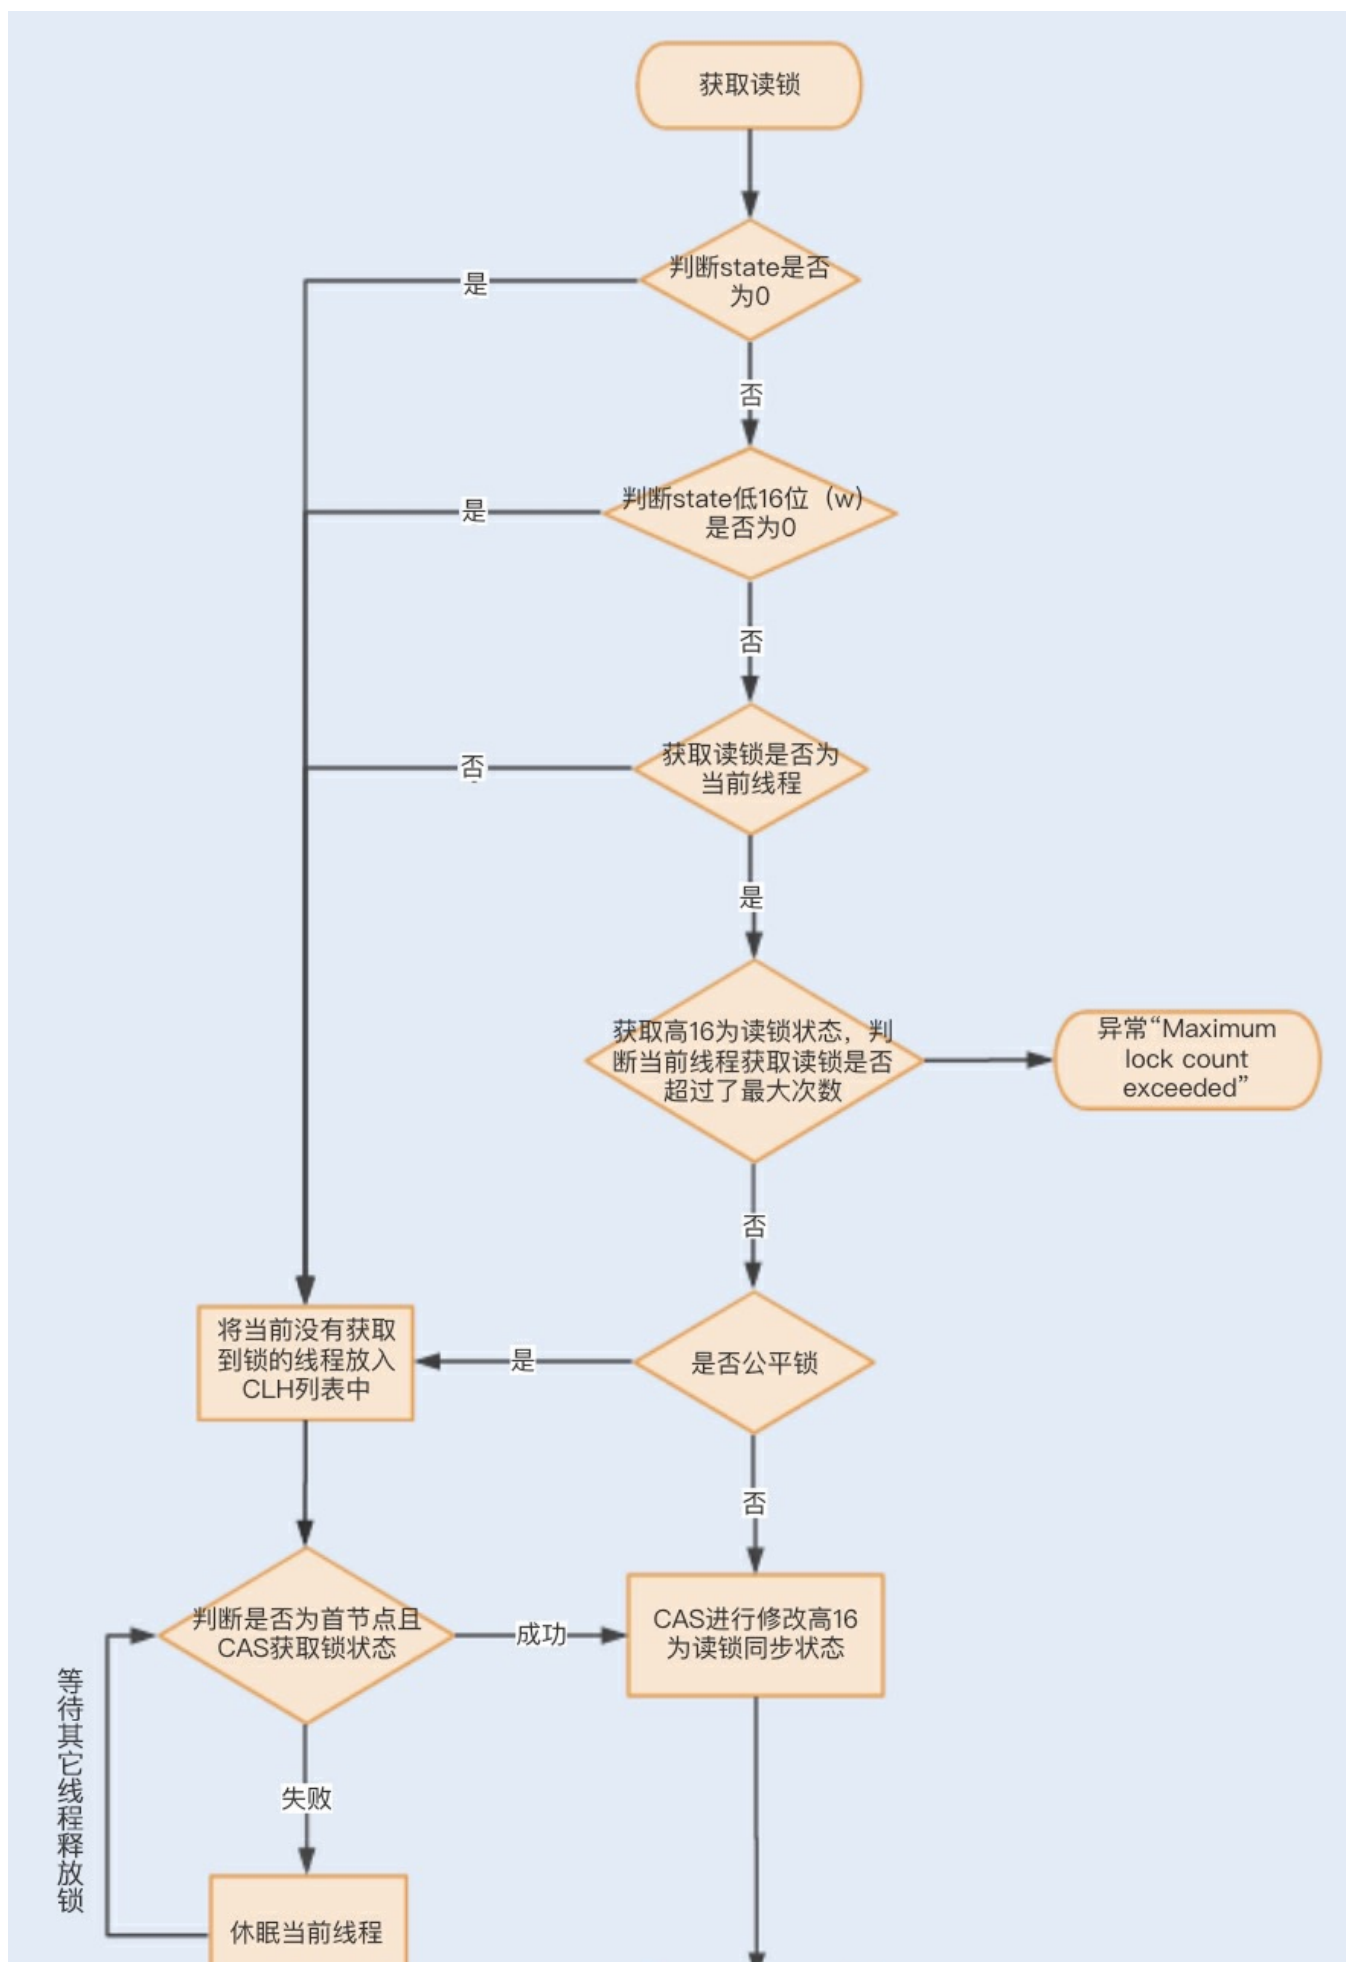 获取读锁
判断state是否
为0
是
否
判断state低16位（w）
是否为0
是
否
获取读锁是否为
当前线程
否
是
获取高16为读锁状态，判
断当前线程获取读锁是否
超过了最大次数
异常“Maximum
lock count
exceeded”
否
是否公平锁
是
将当前没有获取
到锁的线程放入
CLH列表中
否
判断是否为首节点且
CAS获取锁状态
成功
CAS进行修改高16
为读锁同步状态
失败
等待其它线程释放锁
休眠当前线程